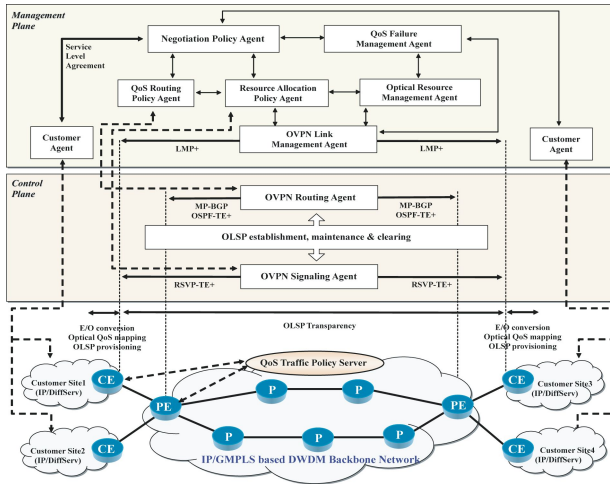 Management
Plane
Service
Level
Agreement
Negotiation Policy Agent
QoS Failure
Management Agent
QoS Routing
Policy Agent
Resource Allocation
Policy Agent
Optical Resource
Management Agent
Customer
Agent
OVPN Link
Management Agent
Customer
Agent
LMP+
LMP+
Control
Plane
OVPN Routing Agent
MP-BGP
OSPF-TE+
MP-BGP
OSPF-TE+
OLSP establishment, maintenance & clearing
OVPN Signaling Agent
RSVP-TE+
RSVP-TE+
E/O conversion
Optical QoS mapping
OLSP provisioning
OLSP Transparency
E/O conversion
Optical QoS mapping
OLSP provisioning
QoS Traffic Policy Server
Customer Site1
(IP/DiffServ)
CE
CE
Customer Site3
(IP/DiffServ)
P
P
PE
PE
Customer Site2
(IP/DiffServ)
CE
P
P
P
CE
Customer Site4
(IP/DiffServ)
IP/GMPLS based DWDM Backbone Network